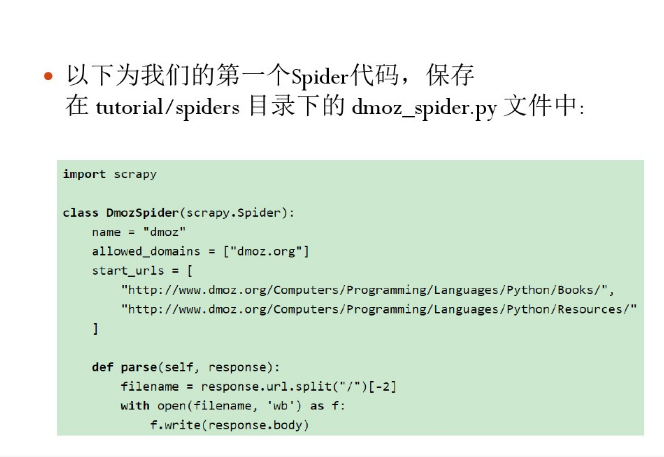 • 以下为我们的第一个Spider代码，保存
在 tutorial/spiders 目录下的 dmoz_spider.py 文件中:
import scrapy
class DmozSpider(scrapy.Spider):
    name = "dmoz"
    allowed_domains = ["dmoz.org"]
    start_urls = [
        "http://www.dmoz.org/Computers/Programming/Languages/Python/Books/",
        "http://www.dmoz.org/Computers/Programming/Languages/Python/Resources/"
    ]
    def parse(self, response):
        filename = response.url.split("/")[-2]
        with open(filename, 'wb') as f:
            f.write(response.body)